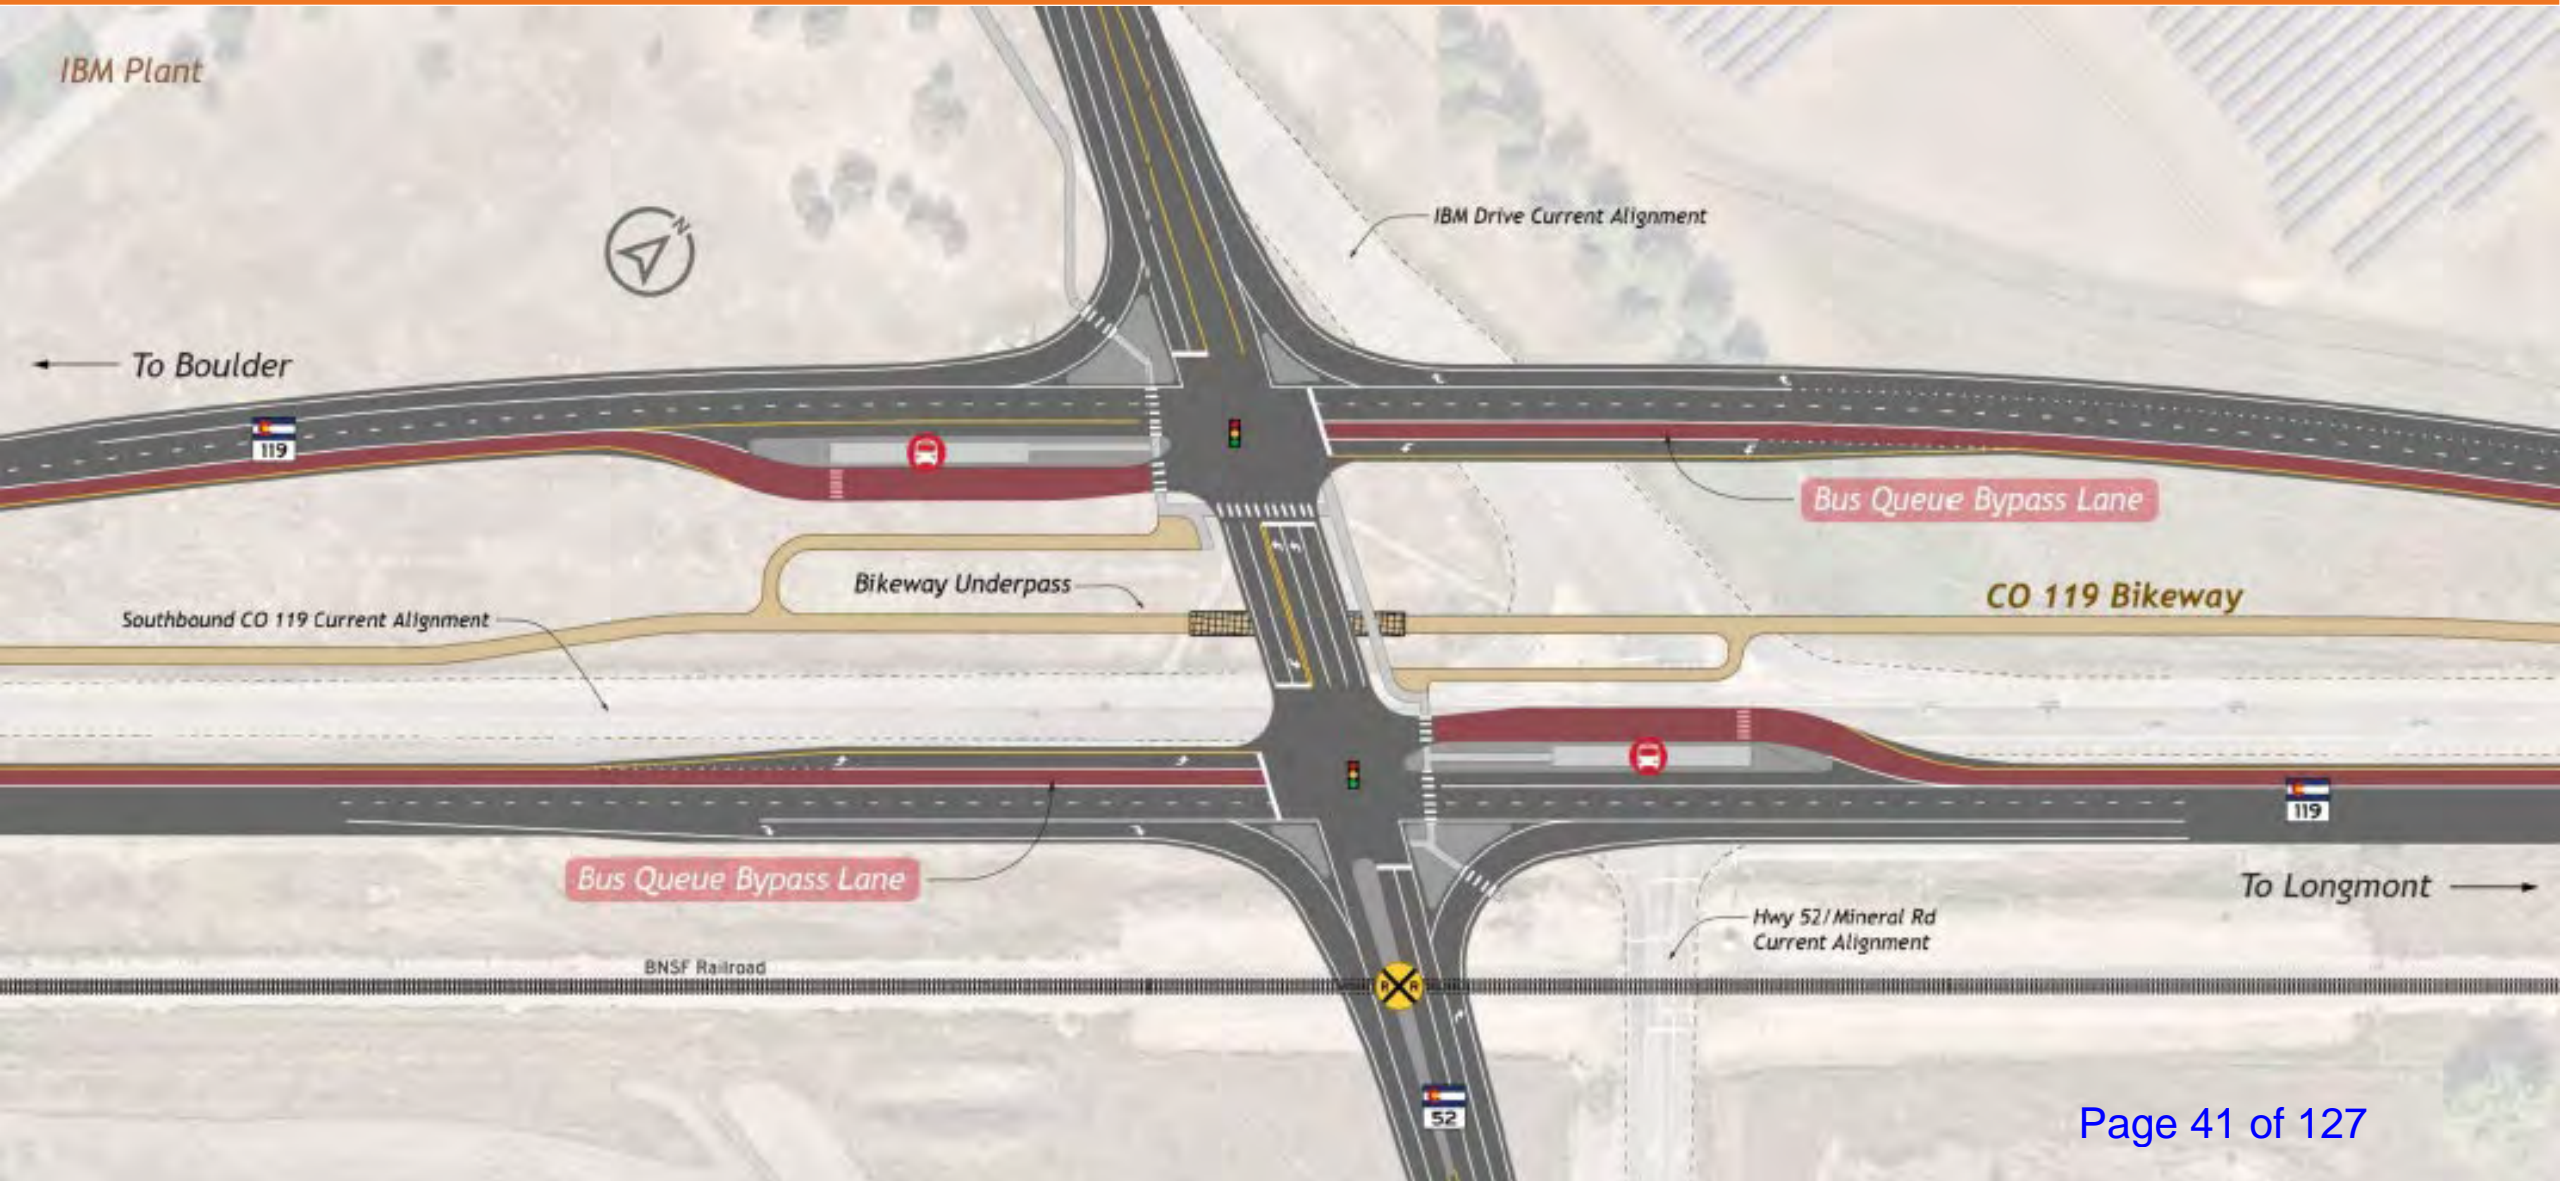 IBM Plant
N
IBM Drive Current Alignment
To Boulder
119
Bus Queue Bypass Lane
Bikeway Underpass
CO 119 Bikeway
Southbound CO 119 Current Alignment
119
Bus Queue Bypass Lane
To Longmont
Hwy 52/Mineral Rd
Current Alignment
BNSF Railroad
R R
52
Page 41 of 127